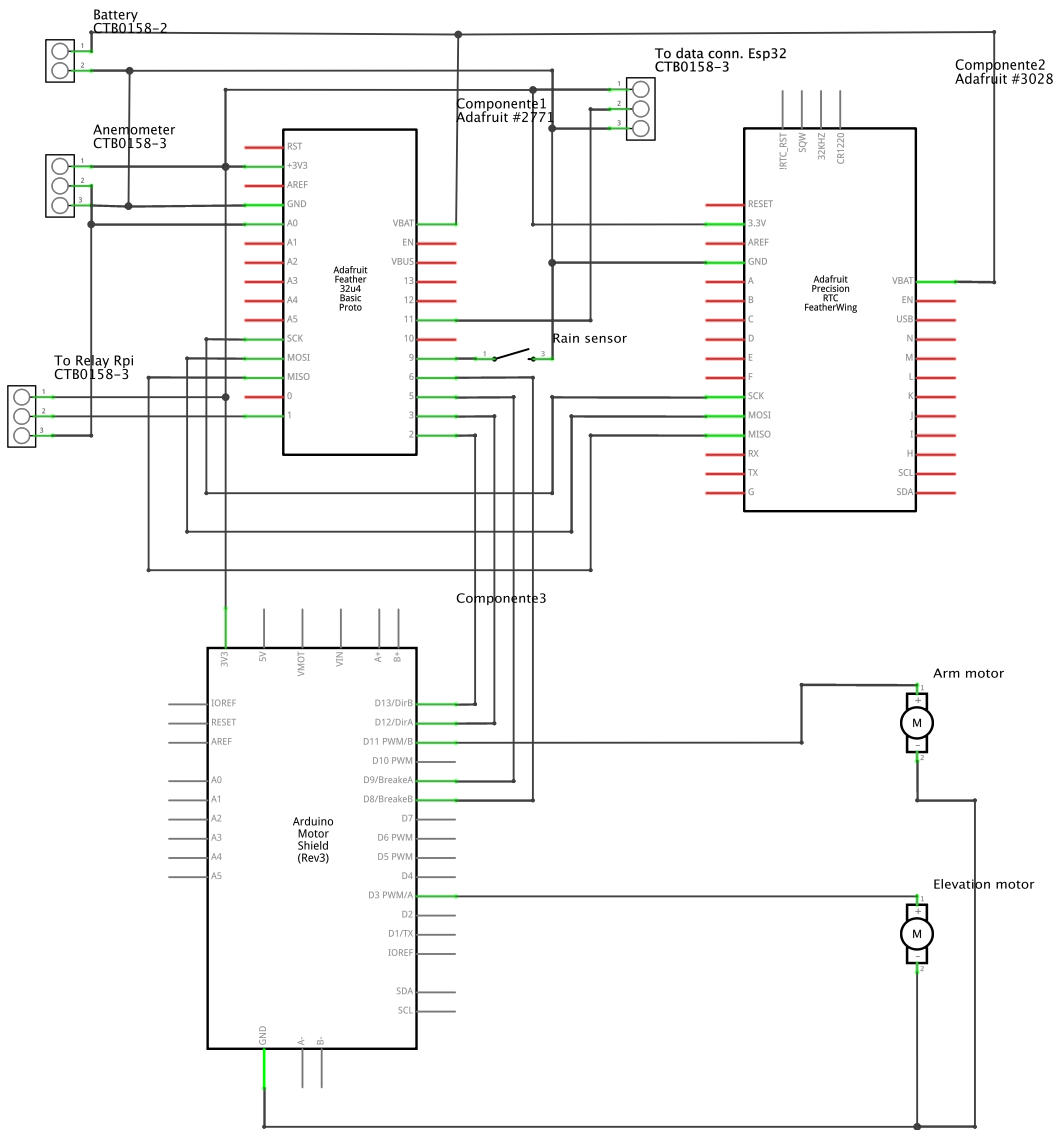 Battery
CTB0158-2
1
2
To data conn. Esp32
CTB0158-3
1
2
3
Componente2
Adafruit #3028
Componente1
Adafruit #2771
Anemometer
CTB0158-3
1
2
3
RST
+3V3
AREF
GND
A0
A1
A2
A3
A4
A5
SCK
MOSI
MISO
0
1
Adafruit
Feather
32u4
Basic
Proto
VBAT
EN
VBUS
13
12
11
10
9
6
5
3
2
Rain sensor
1
3
!RTC_RST
SQW
32KHZ
CR1220
RESET
3.3V
AREF
GND
A
B
C
D
E
F
SCK
MOSI
MISO
RX
TX
G
Adafruit
Precision
RTC
FeatherWing
VBAT
EN
USB
N
M
L
K
J
I
H
SCL
SDA
To Relay Rpi
CTB0158-3
1
2
3
Componente3
3V3
5V
VMOT
VIN
A+
B+
IOREF
RESET
AREF
A0
A1
A2
A3
A4
A5
Arduino
Motor
Shield
(Rev3)
D13/DirB
D12/DirA
D11 PWM/B
D10 PWM
D9/BreakeA
D8/BreakeB
D7
D6 PWM
D5 PWM
D4
D3 PWM/A
D2
D1/TX
IOREF
SDA
SCL
GND
A-
B-
Arm motor
1
+
M
−
2
Elevation motor
1
+
M
−
2